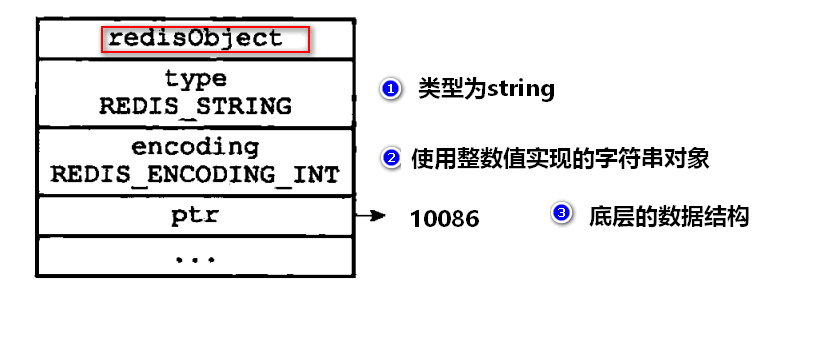 redisObject
type
REDIS_STRING
① 类型为string
encoding
REDIS_ENCODING_INT
② 使用整数值实现的字符串对象
ptr
10086
③ 底层的数据结构
...